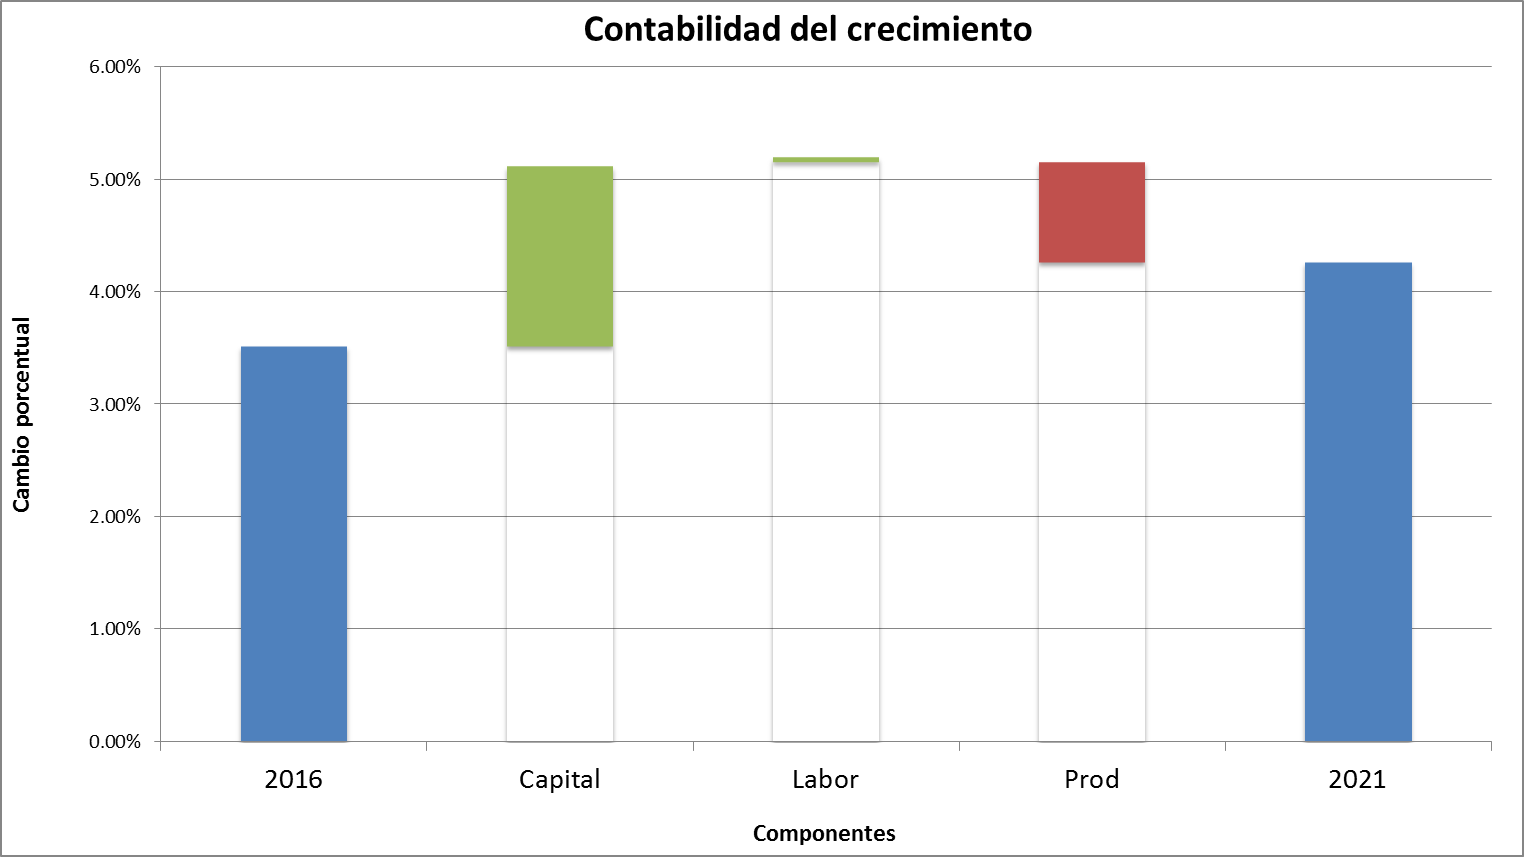 Contabilidad del crecimiento
6.00%
5.00%
4.00%
3.00%
2.00%
1.00%
0.00%
Cambio porcentual
2016 Capital Labor Prod 2021
Componentes